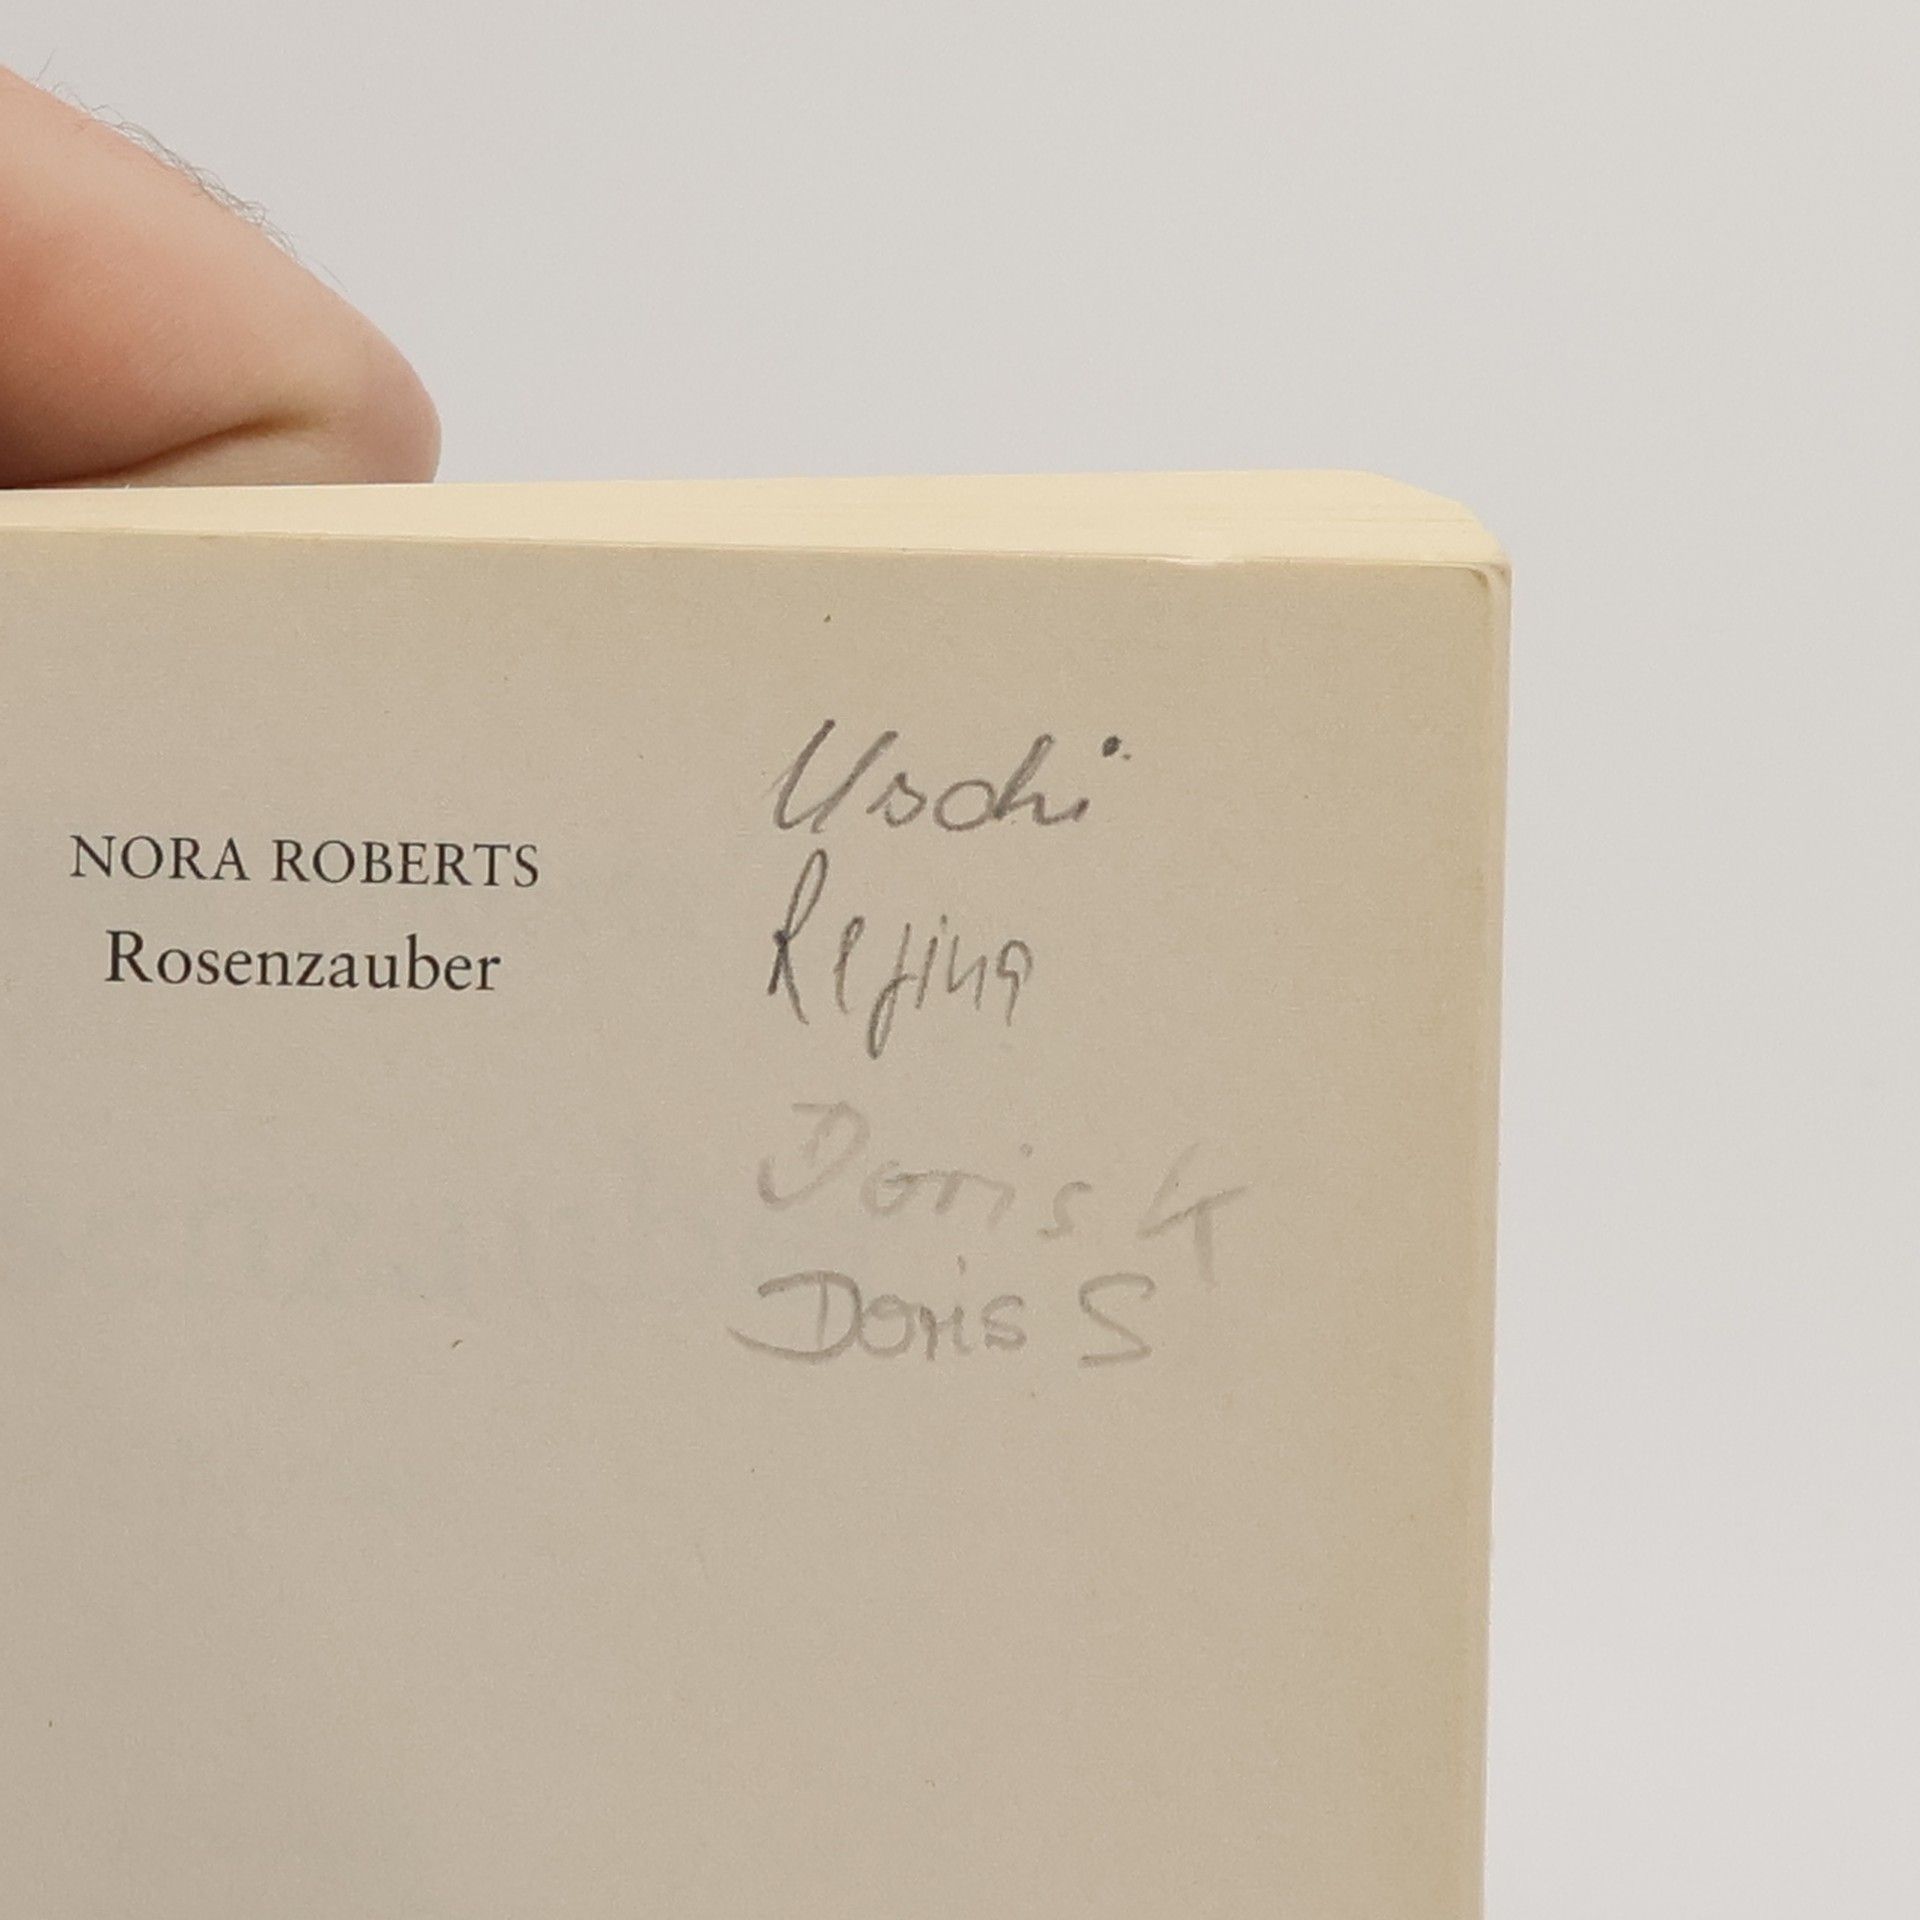 NORA ROBERTS
Rosenzauber
Uschi
Regina
Doris G
Doris S